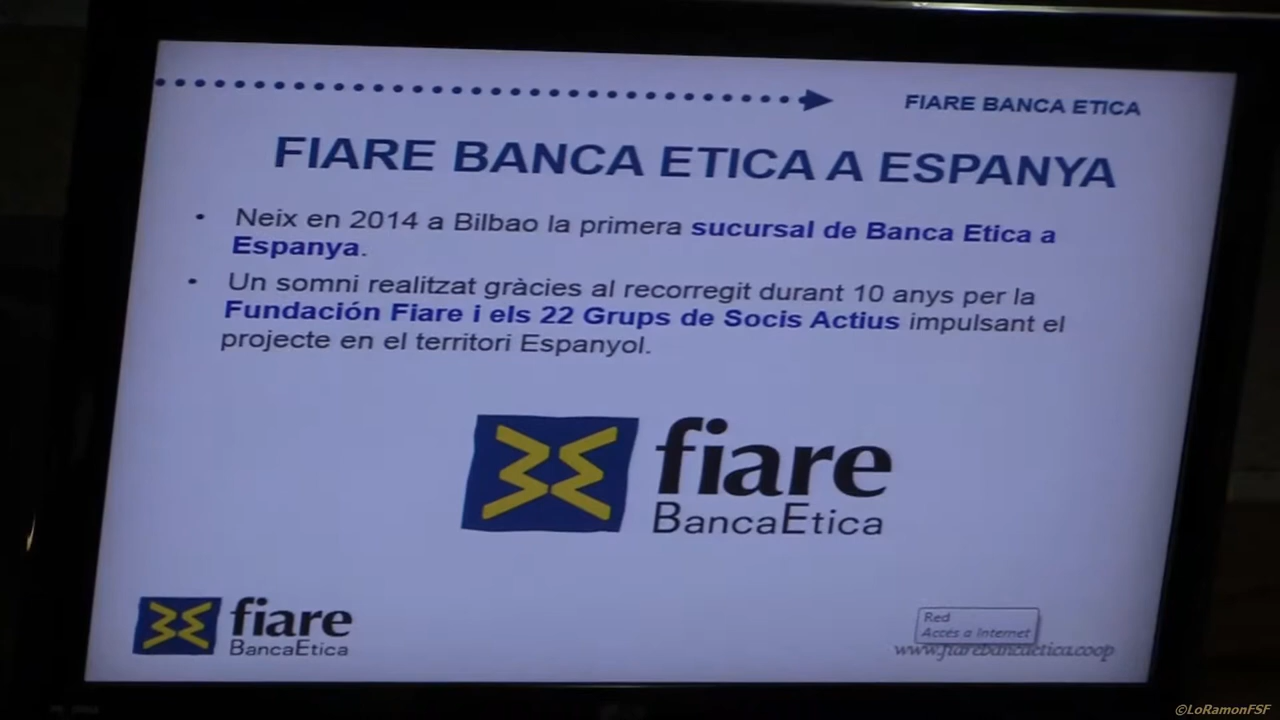 FIARE BANCA ETICA
FIARE BANCA ETICA A ESPANYA
• Neix en 2014 a Bilbao la primera sucursal de Banca Etica a
Espanya.
• Un somni realitzat gràcies al recorregit durant 10 anys per la
Fundación Fiare i els 22 Grups de Socis Actius impulsant el
projecte en el territori Espanyol.
fiare
BancaEtica
fiare
BancaEtica
Red
Accés a Internet
www.fiarebancaetica.coop
©LoRamonFSF